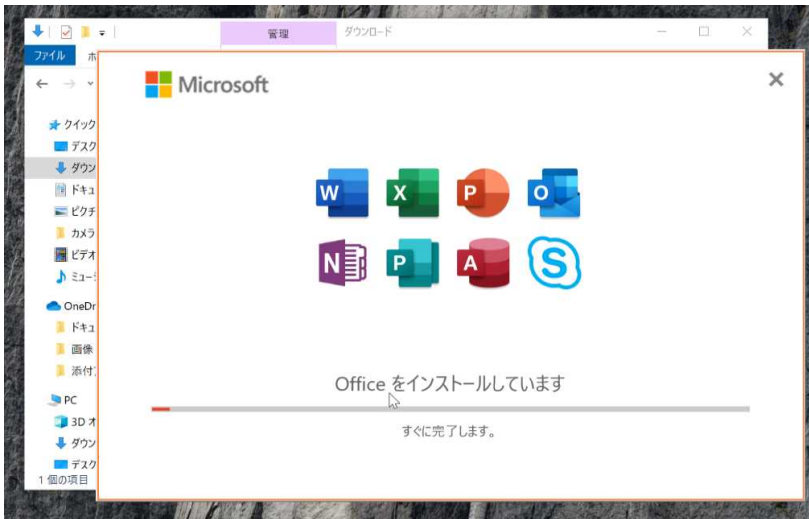 管理
ダウンロード
ファイル
ホ
Microsoft
クイック
デスク
ダウン
ドキュ
ピクチ
カメラ
ビデオ
ミュー
OneDr
ドキュ
画像
添付
PC
3D オ
ダウン
デスク
1 個の項目
W X P O
N P A S
Office をインストールしています
すぐに完了します。